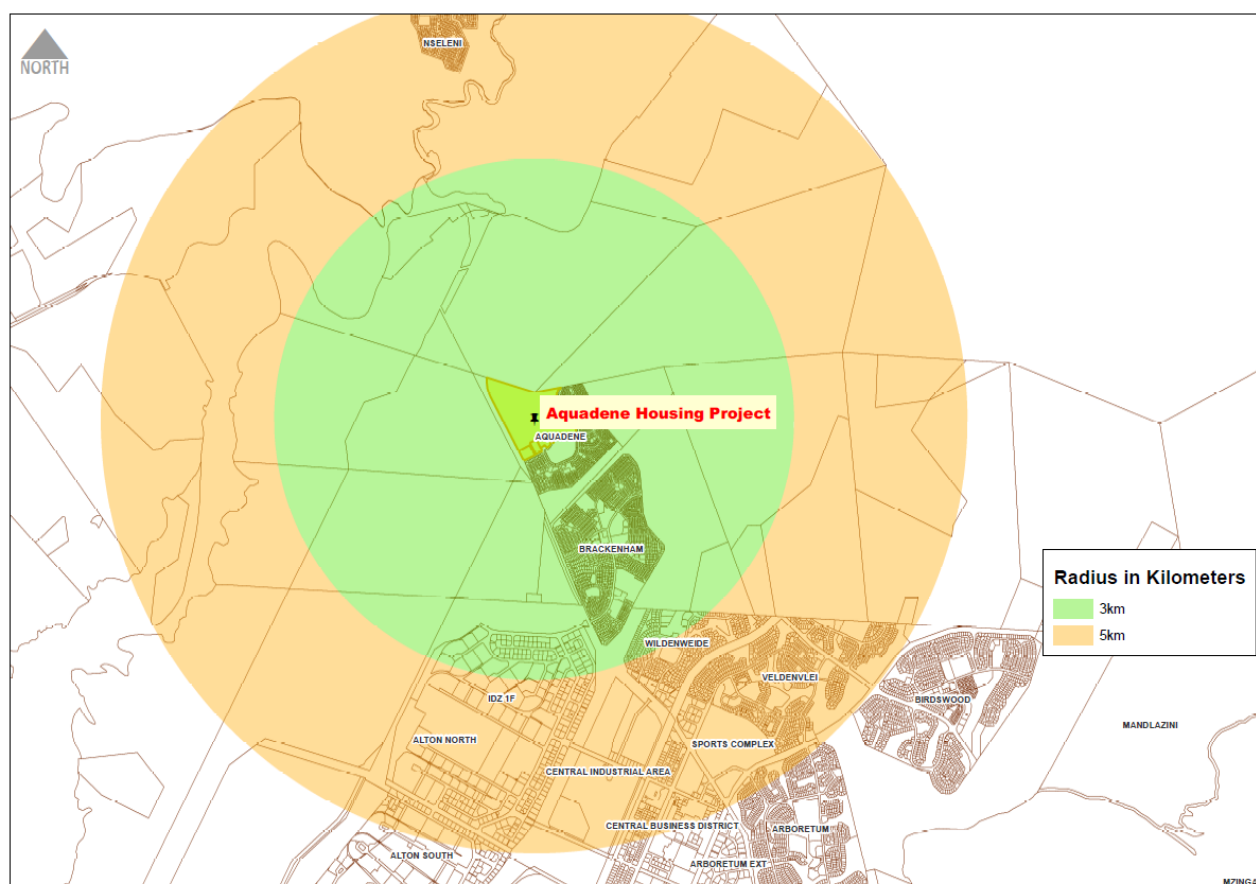 NSELENI
NORTH
Aquadene Housing Project
AQUADENE
BRACKENHAM
Radius in Kilometers
3km
5km
WILDENWEIDE
VELDENVLEI
IDZ 1F
BIRDSWOOD
MANDLAZINI
ALTON NORTH
SPORTS COMPLEX
CENTRAL INDUSTRIAL AREA
CENTRAL BUSINESS DISTRICT
ARBORETUM
ALTON SOUTH
ARBORETUM EXT
MZINGA